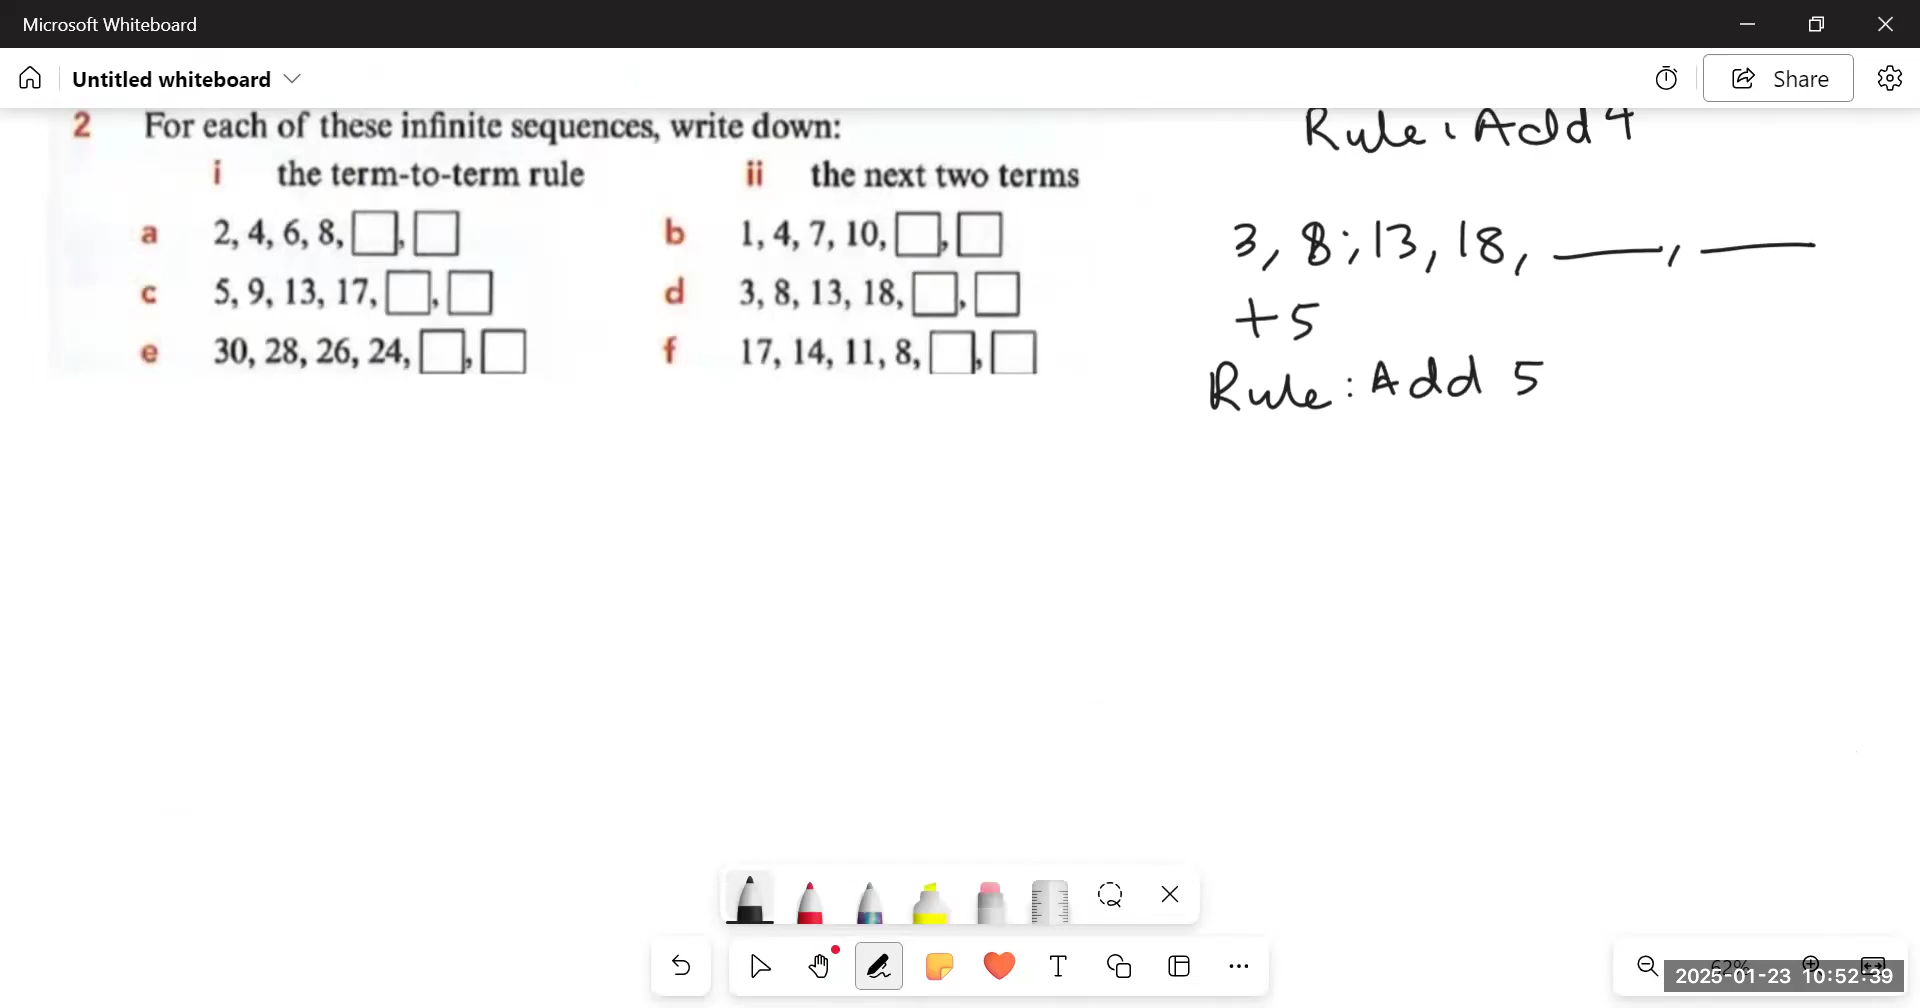 Microsoft Whiteboard
Untitled whiteboard
Share
2 For each of these infinite sequences, write down:
i the term-to-term rule ii the next two terms
a 2, 4, 6, 8, □, □ b 1, 4, 7, 10, □, □
c 5, 9, 13, 17, □, □ d 3, 8, 13, 18, □, □
e 30, 28, 26, 24, □, □ f 17, 14, 11, 8, □, □
Rule: Add 4
3, 8, 13, 18, ___, ___
+5
Rule: Add 5
62%
2025-01-23 10:52:39